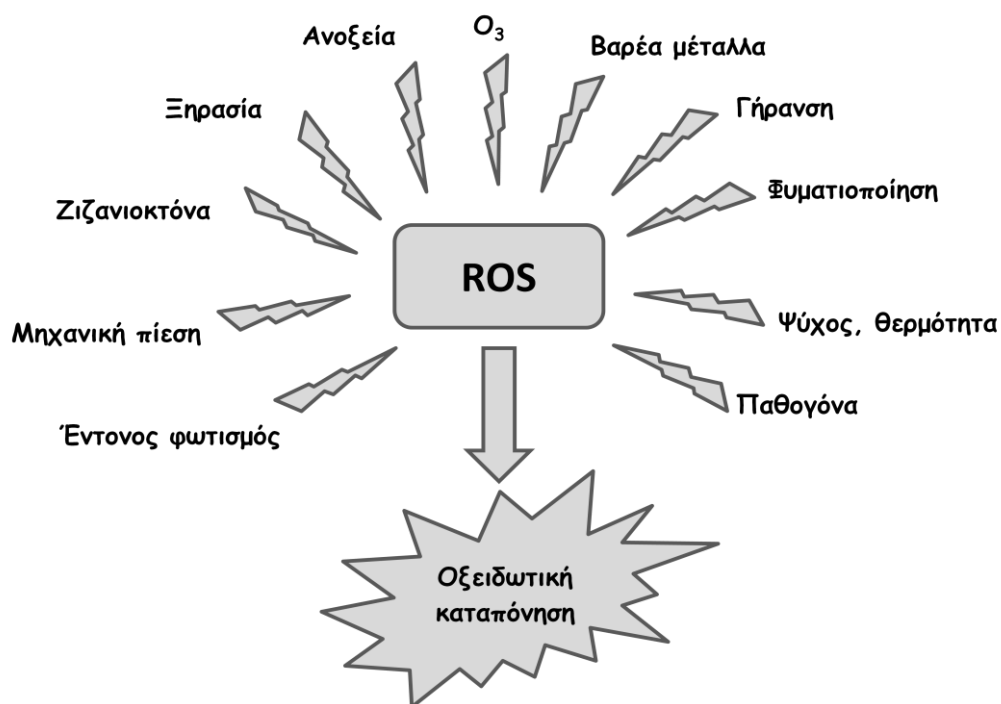 Ανοξεία
O₃
Βαρέα μέταλλα
Ξηρασία
Γήρανση
Ζιζανιοκτόνα
Φυματιοποίηση
ROS
Μηχανική πίεση
Ψύχος, θερμότητα
Έντονος φωτισμός
Παθογόνα
Οξειδωτική
καταπόνηση